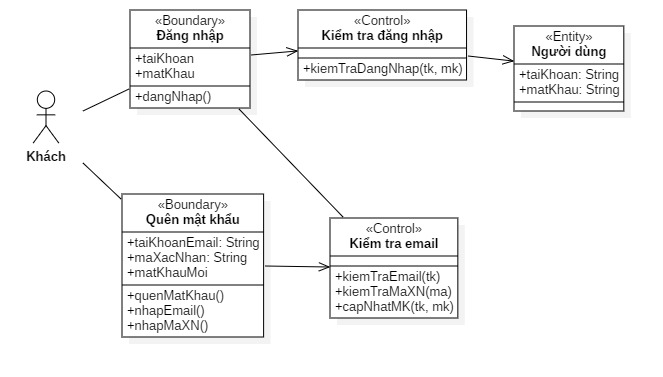 «Boundary»
Đăng nhập
+taiKhoan
+matKhau
+dangNhap()
«Control»
Kiểm tra đăng nhập
+kiemTraDangNhap(tk, mk)
«Entity»
Người dùng
+taiKhoan: String
+matKhau: String
Khách
«Boundary»
Quên mật khẩu
+taiKhoanEmail: String
+maXacNhan: String
+matKhauMoi
+quenMatKhau()
+nhapEmail()
+nhapMaXN()
«Control»
Kiểm tra email
+kiemTraEmail(tk)
+kiemTraMaXN(ma)
+capNhatMK(tk, mk)